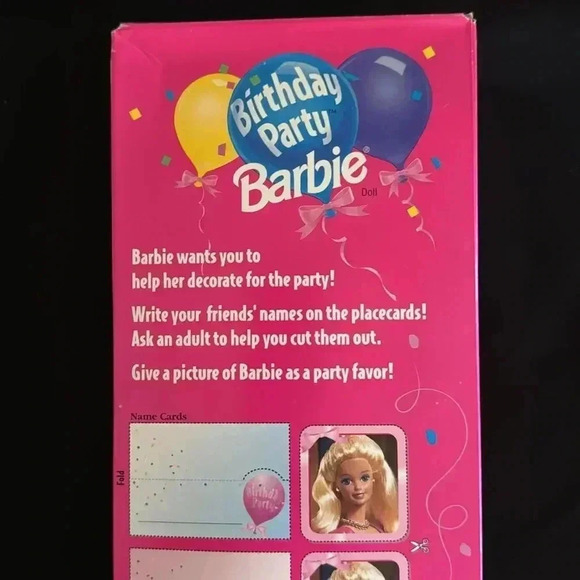 Birthday
Party™
Barbie®
Doll
Barbie wants you to
help her decorate for the party!
Write your friends' names on the placecards!
Ask an adult to help you cut them out.
Give a picture of Barbie as a party favor!
Name Cards
Fold
Birthday
Party